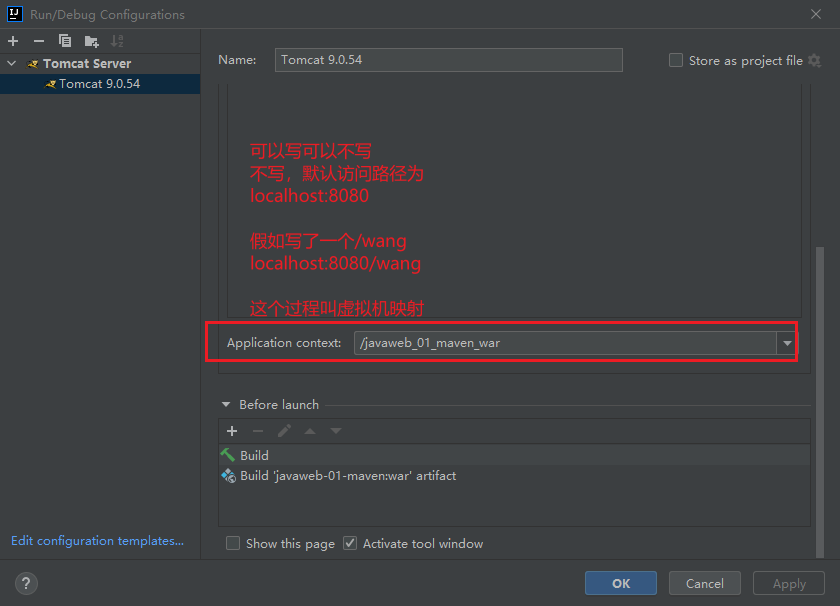 Run/Debug Configurations
Tomcat Server
Tomcat 9.0.54
Name:
Tomcat 9.0.54
Store as project file
可以写可以不写
不写，默认访问路径为
localhost:8080
假如写了一个/wang
localhost:8080/wang
这个过程叫虚拟机映射
Application context:
/javaweb_01_maven_war
Before launch
Build
Build 'javaweb-01-maven:war' artifact
Show this page
Activate tool window
Edit configuration templates...
?
OK
Cancel
Apply